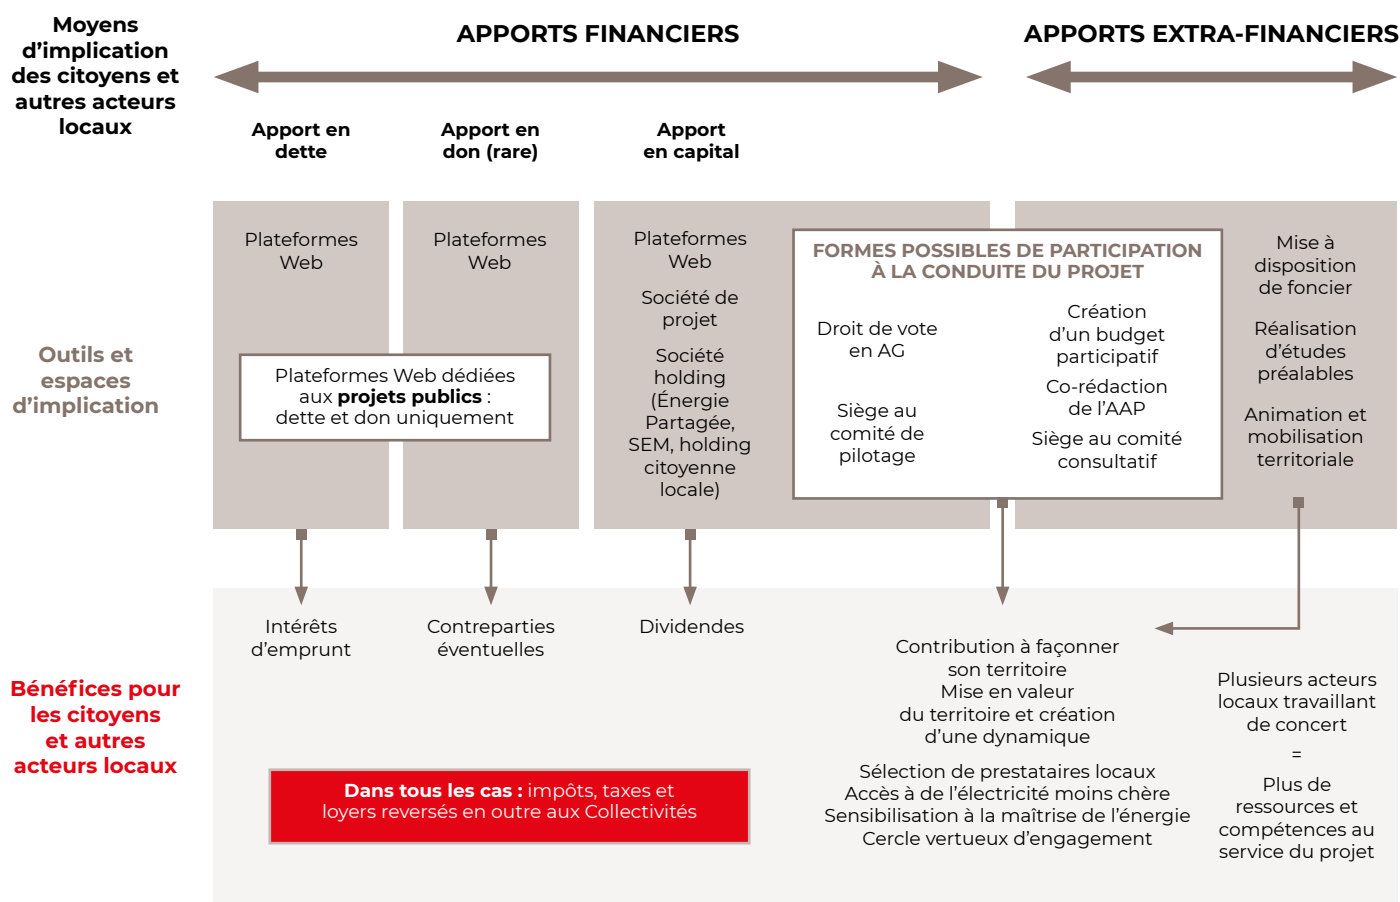 Moyens
d’implication
des citoyens et
autres acteurs
locaux
APPORTS FINANCIERS
APPORTS EXTRA-FINANCIERS
Apport en
dette
Apport en
don (rare)
Apport
en capital
Outils et
espaces
d’implication
Plateformes
Web
Plateformes
Web
Plateformes Web dédiées
aux projets publics :
dette et don uniquement
Plateformes
Web
Société de
projet
Société
holding
(Énergie
Partagée,
SEM, holding
citoyenne
locale)
FORMES POSSIBLES DE PARTICIPATION
À LA CONDUITE DU PROJET
Droit de vote
en AG
Siège au
comité de
pilotage
Création
d’un budget
participatif
Co-rédaction
de l’AAP
Siège au comité
consultatif
Mise à
disposition
de foncier
Réalisation
d’études
préalables
Animation et
mobilisation
territoriale
Bénéfices pour
les citoyens
et autres
acteurs locaux
Intérêts
d’emprunt
Contreparties
éventuelles
Dividendes
Dans tous les cas : impôts, taxes et
loyers reversés en outre aux Collectivités
Contribution à façonner
son territoire
Mise en valeur
du territoire et création
d’une dynamique
Sélection de prestataires locaux
Accès à de l’électricité moins chère
Sensibilisation à la maîtrise de l’énergie
Cercle vertueux d’engagement
Plusieurs acteurs
locaux travaillant
de concert
=
Plus de
ressources et
compétences au
service du projet